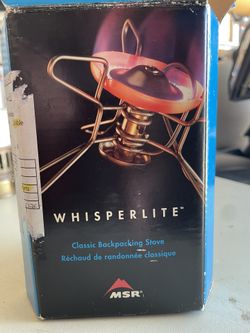 WHISPERLITE™
Classic Backpacking Stove
Réchaud de randonnée classique
MSR